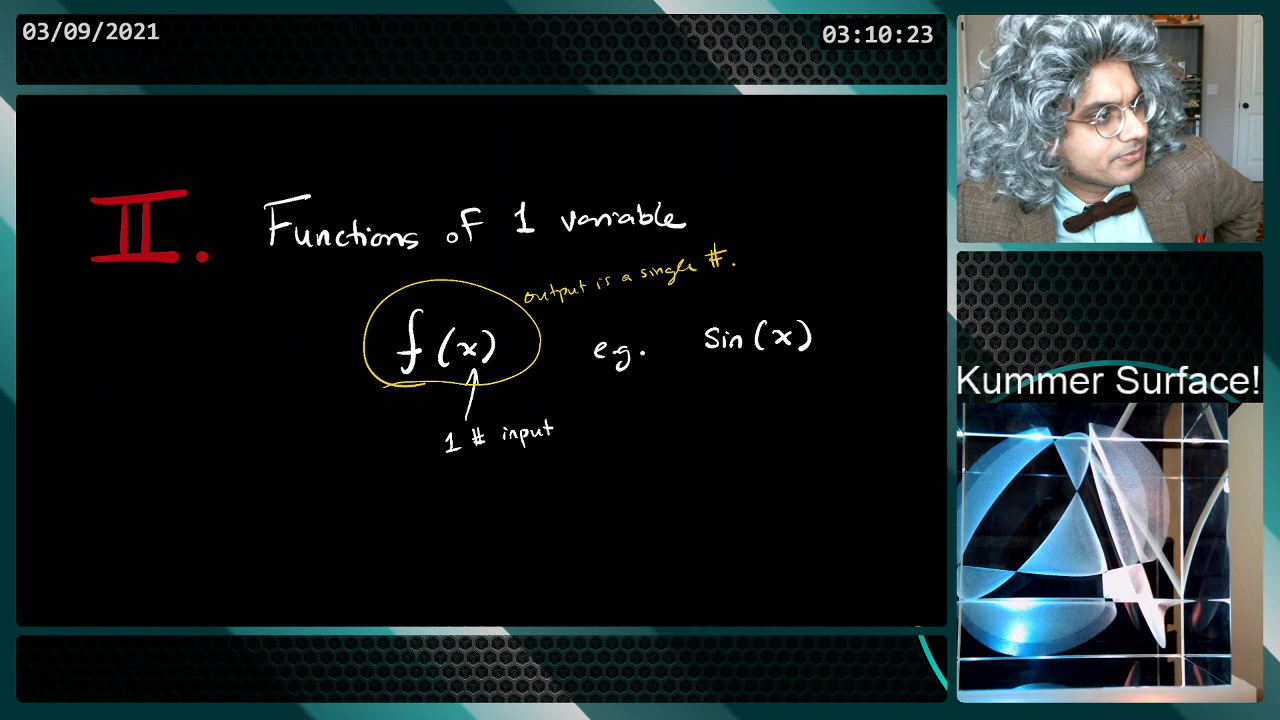 03/09/2021
03:10:23
II. Functions of 1 variable
output is a single #.
f(x) e.g. sin(x)
1 # input
Kummer Surface!